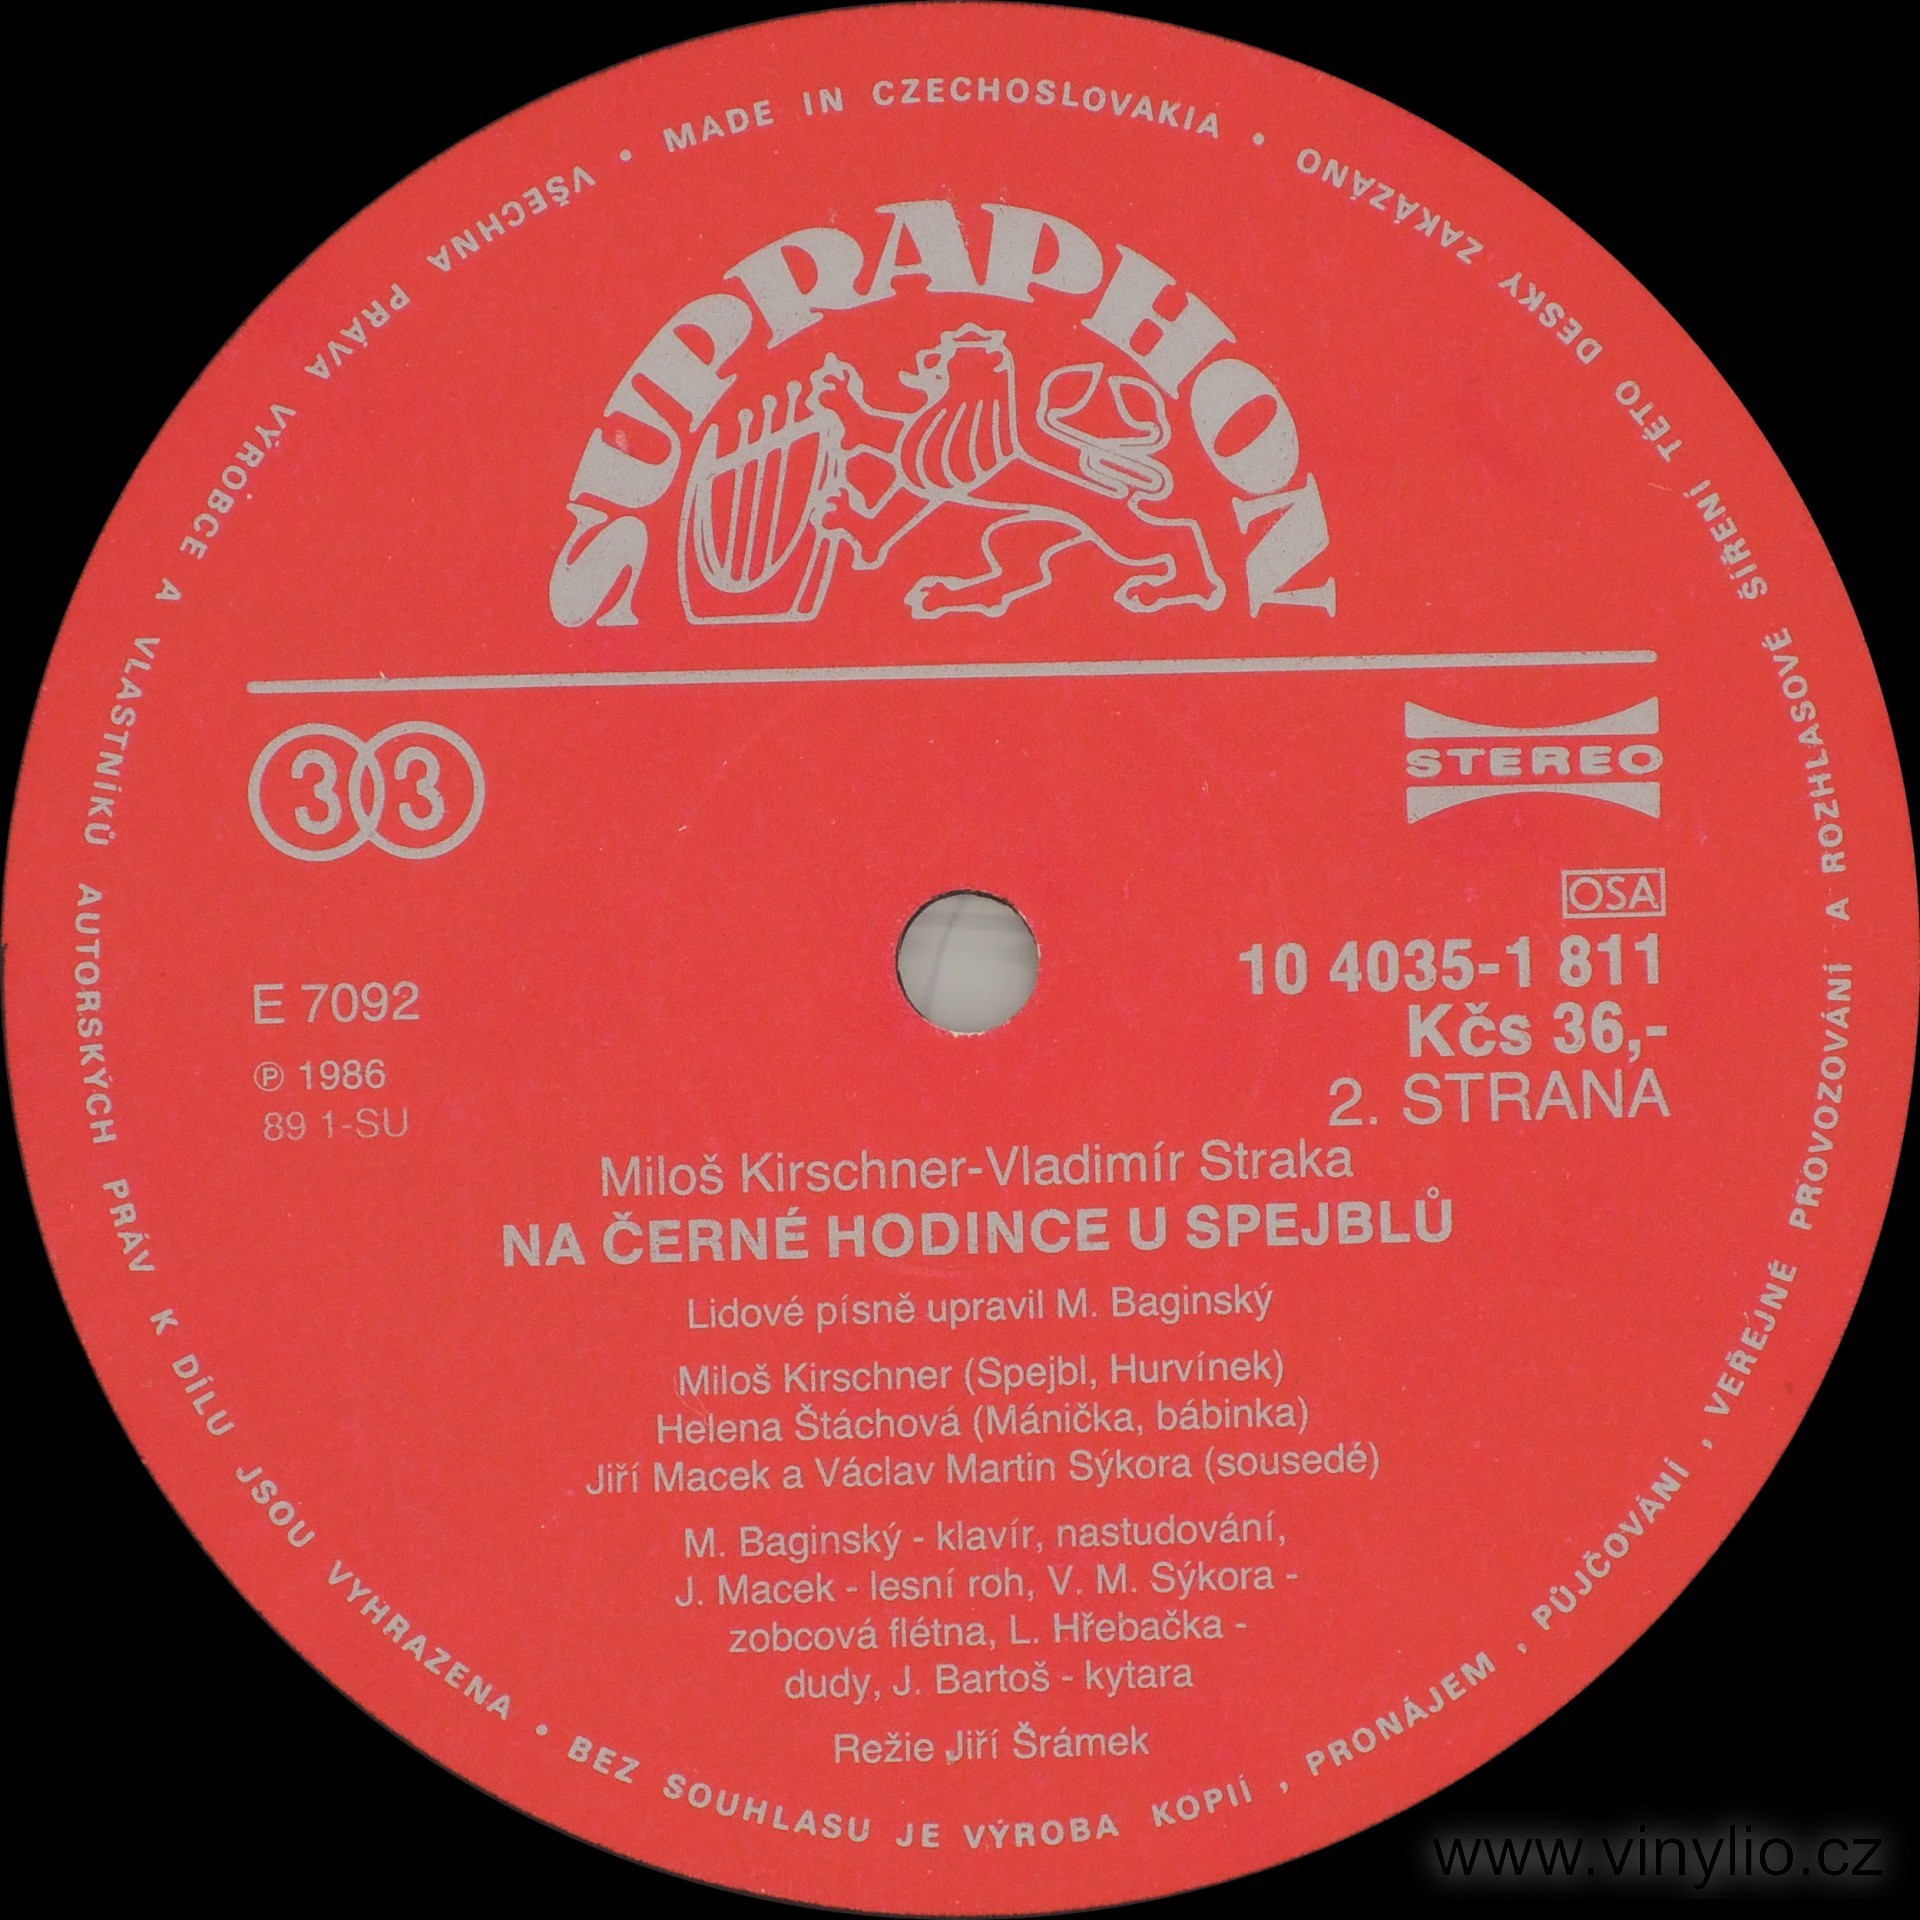 MADE IN CZECHOSLOVAKIA • VŠECHNA PRÁVA VÝROBCE A VLASTNÍKŮ AUTORSKÝCH PRÁV K DÍLU JSOU VYHRAZENA • BEZ SOUHLASU JE VÝROBA KOPIÍ, PRONÁJEM, PŮJČOVÁNÍ, VEŘEJNÉ PROVOZOVÁNÍ A ROZHLASOVÉ ŠÍŘENÍ TÉTO DESKY ZAKÁZÁNO •
SUPRAPHON
33
STEREO
OSA
10 4035-1 811
E 7092
Kčs 36,-
℗ 1986
2. STRANA
89 1-SU
Miloš Kirschner-Vladimír Straka
NA ČERNÉ HODINCE U SPEJBLŮ
Lidové písně upravil M. Baginský
Miloš Kirschner (Spejbl, Hurvínek)
Helena Štáchová (Mánička, bábinka)
Jiří Macek a Václav Martin Sýkora (sousedé)
M. Baginský - klavír, nastudování,
J. Macek - lesní roh, V. M. Sýkora -
zobcová flétna, L. Hřebačka -
dudy, J. Bartoš - kytara
Režie Jiří Šrámek
www.vinylio.cz